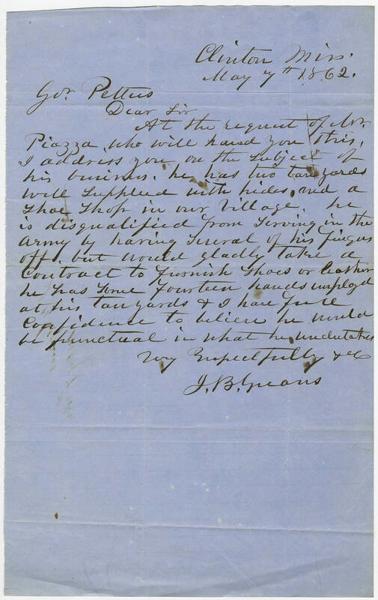 Clinton Miss.
May 7th 1862.
Gov. Pettus
Dear Sir
At the request of Mr.
Piazza, who will hand you this,
I address you on the subject of
his business. he has two tanyards
well supplied with hides, and a
Shoe Shop in our Village. he
is disqualified from serving in the
Army by having several of his fingers
off, but would gladly take a
Contract to furnish Shoes or Leather
he has some fourteen hands employed
at his tanyards & I have full
Confidence to believe he would
be punctual in what he undertakes
Very Respectfully &c
J. B. Greaves